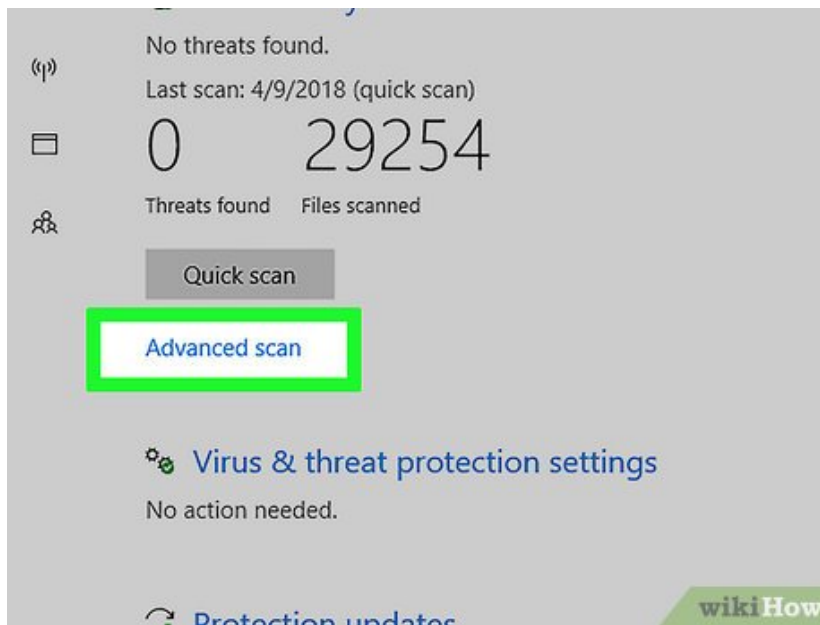 No threats found.
Last scan: 4/9/2018 (quick scan)
0 29254
Threats found Files scanned
Quick scan
Advanced scan
Virus & threat protection settings
No action needed.
Protection updates
wikiHow